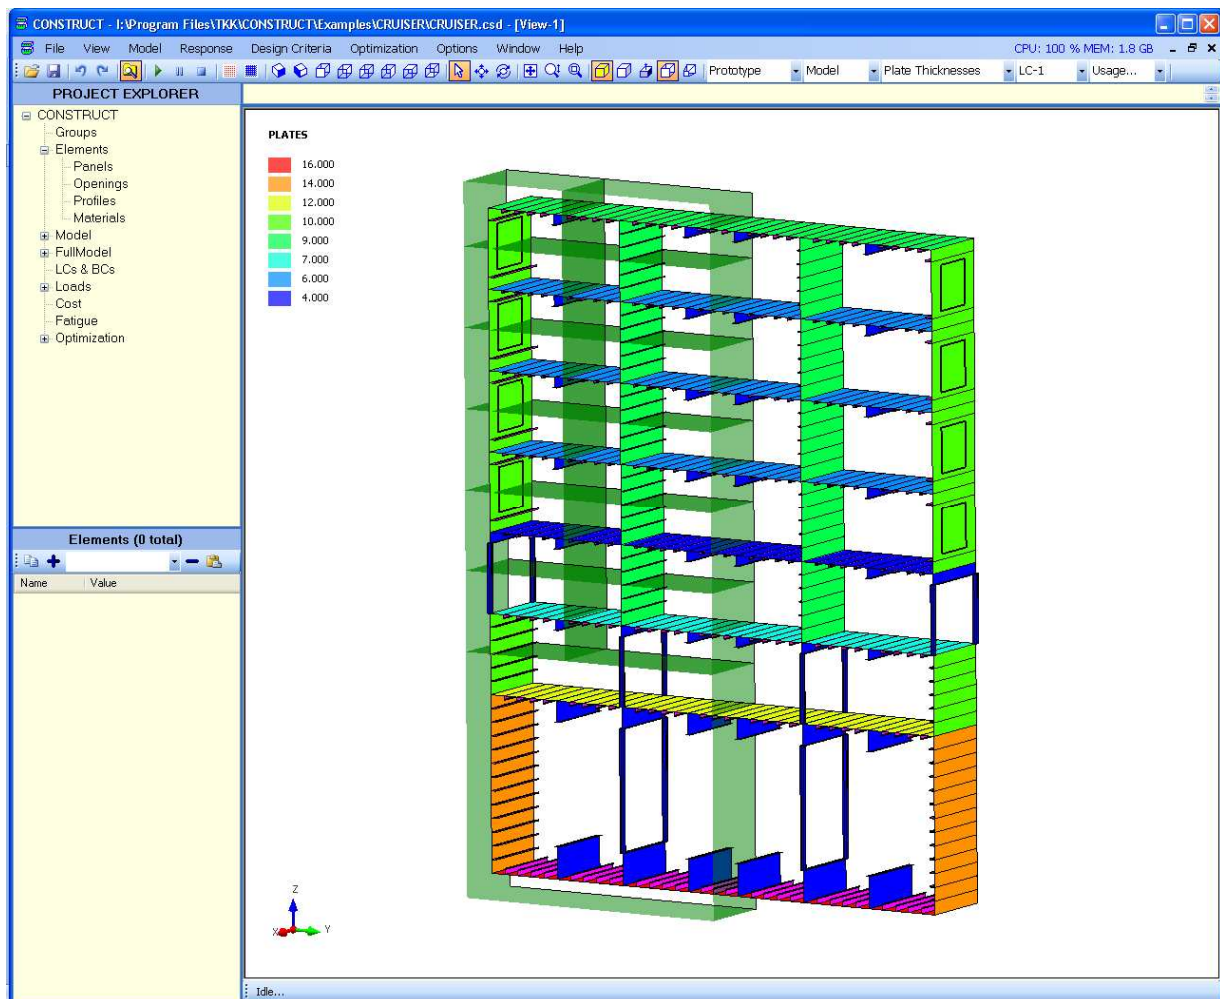 CONSTRUCT - I:\Program Files\TKK\CONSTRUCT\Examples\CRUISER\CRUISER.csd - [View-1]
File View Model Response Design Criteria Optimization Options Window Help CPU: 100 % MEM: 1.8 GB
Prototype Model Plate Thicknesses LC-1 Usage...
PROJECT EXPLORER
CONSTRUCT
Groups
Elements
Panels
Openings
Profiles
Materials
Model
FullModel
LCs & BCs
Loads
Cost
Fatigue
Optimization
Elements (0 total)
Name Value
PLATES
16.000
14.000
12.000
10.000
9.000
7.000
6.000
4.000
Z
X Y
Idle...